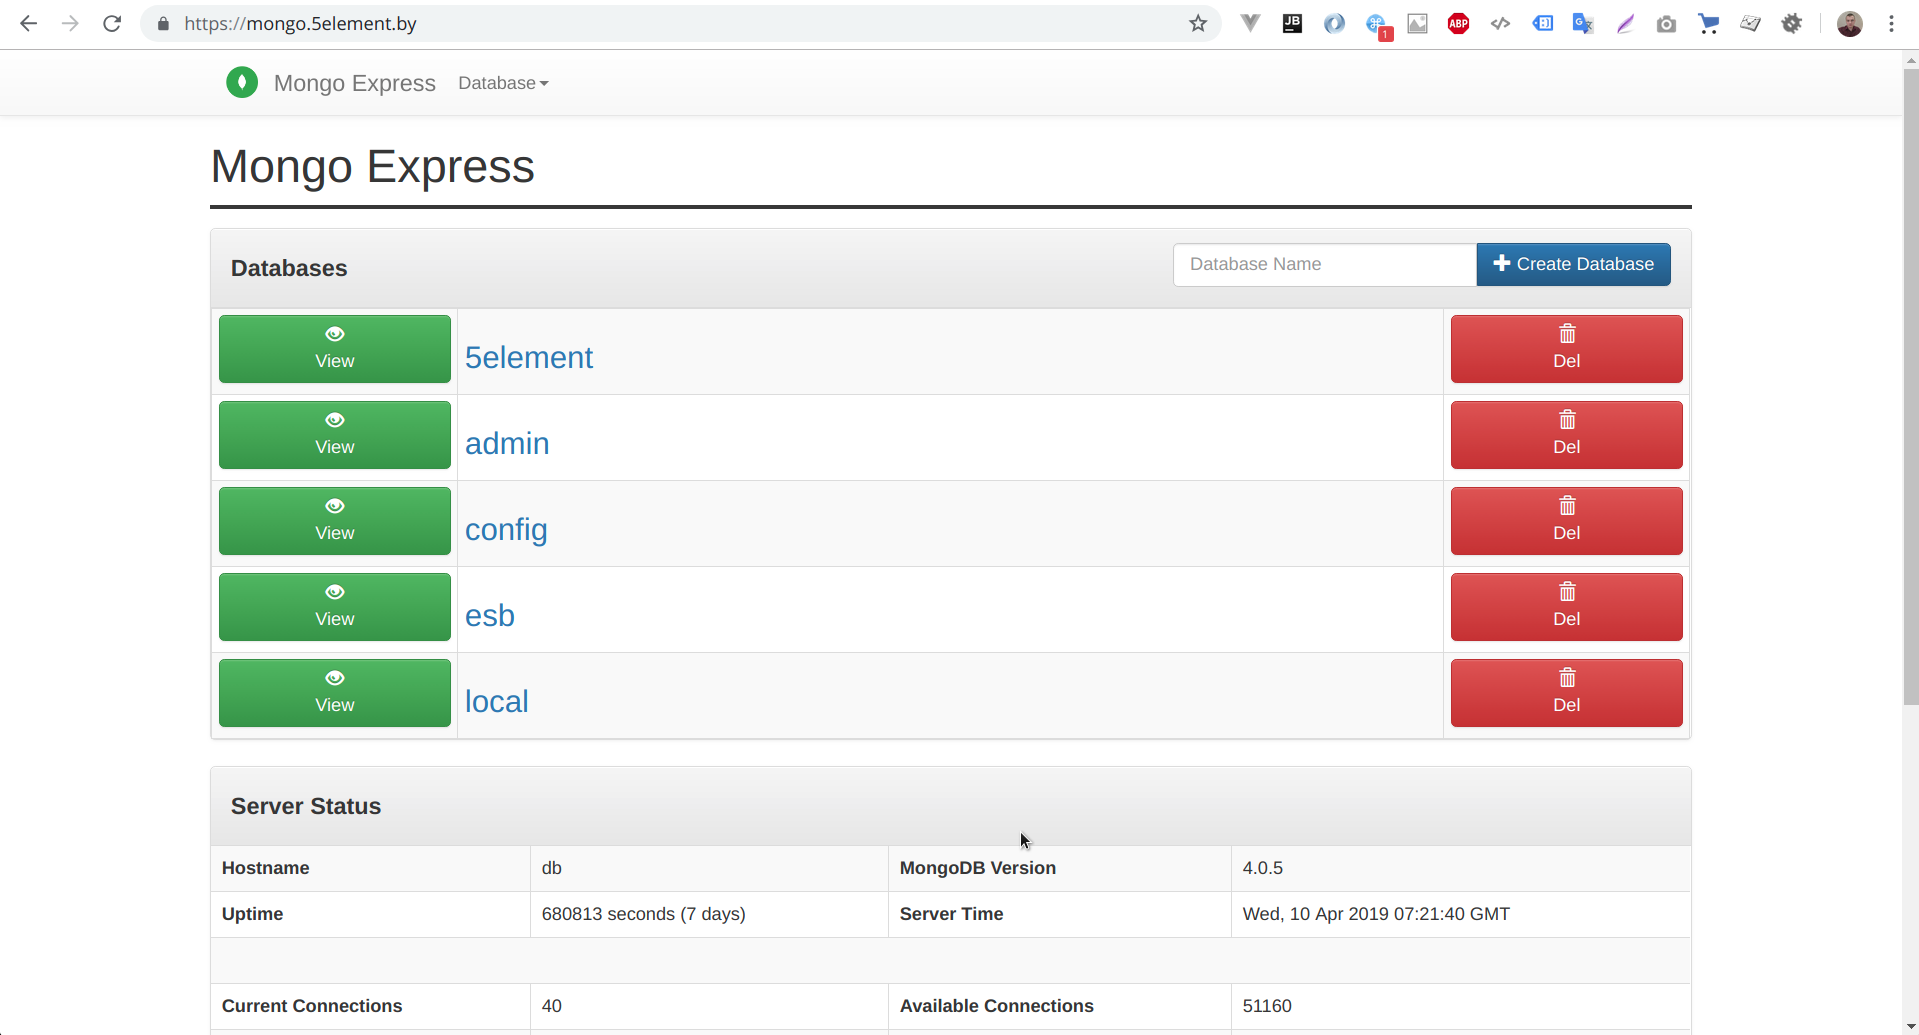 https://mongo.5element.by
JB
1
ABP
Mongo Express
Database
Mongo Express
Databases
Database Name
Create Database
View
5element
Del
View
admin
Del
View
config
Del
View
esb
Del
View
local
Del
Server Status
Hostname db MongoDB Version 4.0.5
Uptime 680813 seconds (7 days) Server Time Wed, 10 Apr 2019 07:21:40 GMT
Current Connections 40 Available Connections 51160